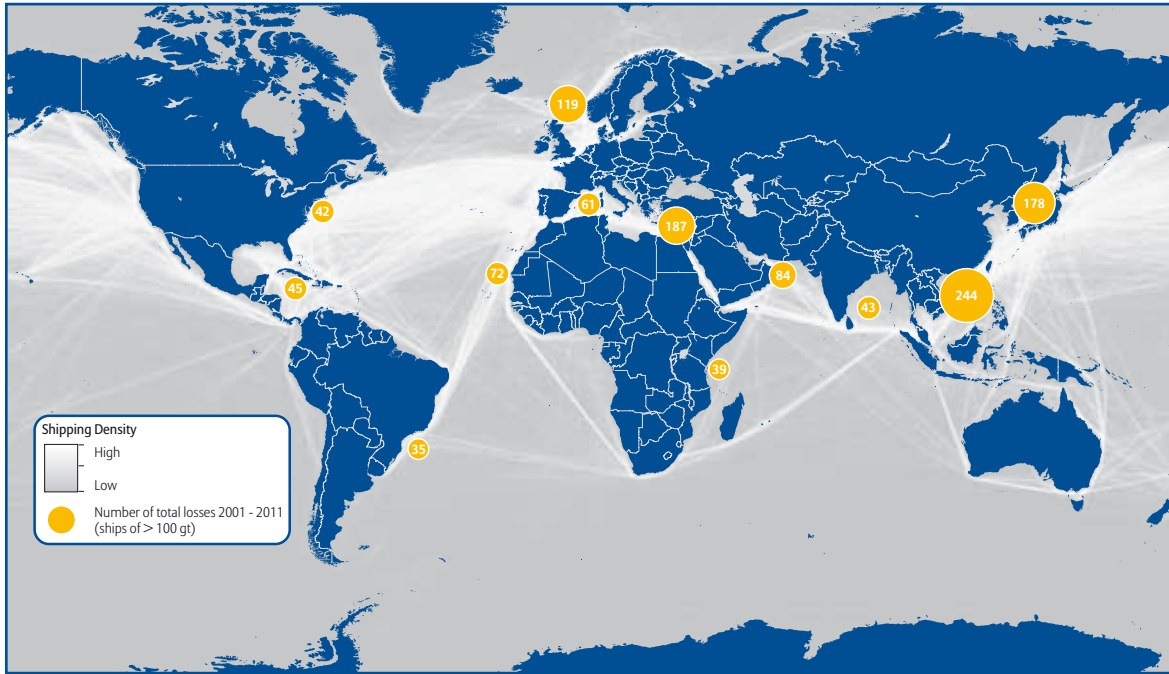 119
178
61
42
187
72
84
45
244
43
39
35
Shipping Density
High
Low
Number of total losses 2001 - 2011
(ships of > 100 gt)